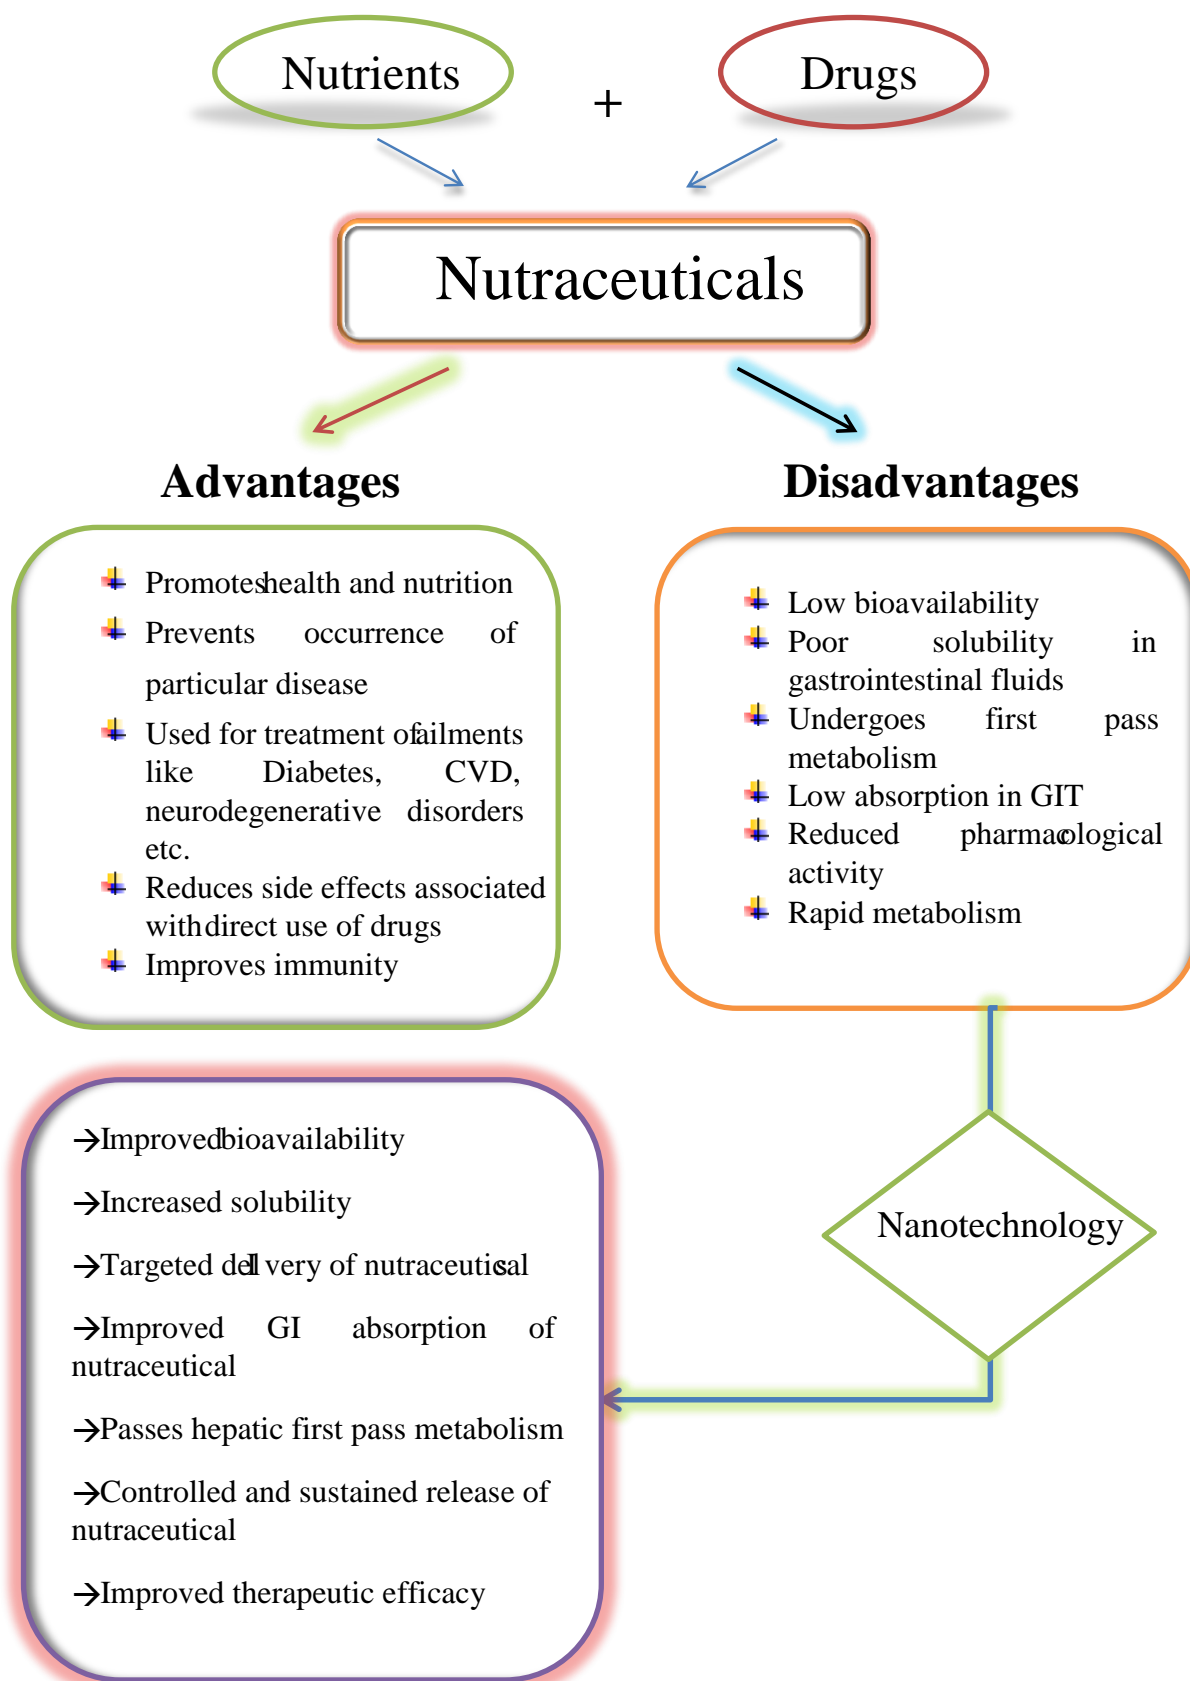 Nutrients
+
Drugs
Nutraceuticals
Advantages
Promotes health and nutrition
Prevents occurrence of
particular disease
Used for treatment of ailments
like Diabetes, CVD,
neurodegenerative disorders
etc.
Reduces side effects associated
with direct use of drugs
Improves immunity
Disadvantages
Low bioavailability
Poor solubility in
gastrointestinal fluids
Undergoes first pass
metabolism
Low absorption in GIT
Reduced pharmacological
activity
Rapid metabolism
Nanotechnology
→Improved bioavailability
→Increased solubility
→Targeted delivery of nutraceuticals
→Improved GI absorption of
nutraceutical
→Passes hepatic first pass metabolism
→Controlled and sustained release of
nutraceutical
→Improved therapeutic efficacy